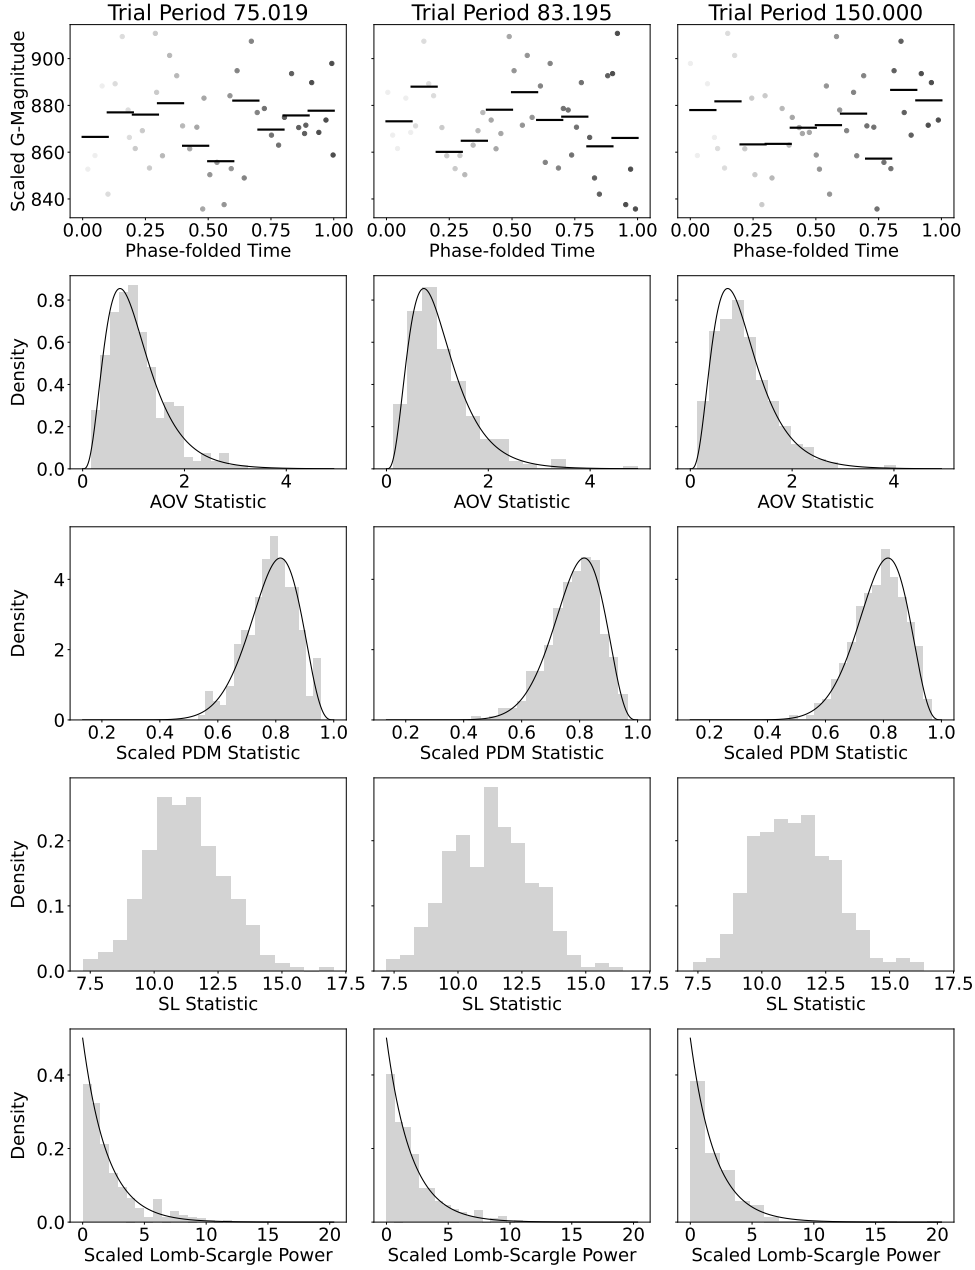 Trial Period 75.019 Trial Period 83.195 Trial Period 150.000
Scaled G-Magnitude
900
880
860
840
0.00 0.25 0.50 0.75 1.00 0.00 0.25 0.50 0.75 1.00 0.00 0.25 0.50 0.75 1.00
Phase-folded Time Phase-folded Time Phase-folded Time
Density
0.8
0.6
0.4
0.2
0.0
0 2 4 0 2 4 0 2 4
AOV Statistic AOV Statistic AOV Statistic
Density
4
2
0
0.2 0.4 0.6 0.8 1.0 0.2 0.4 0.6 0.8 1.0 0.2 0.4 0.6 0.8 1.0
Scaled PDM Statistic Scaled PDM Statistic Scaled PDM Statistic
Density
0.2
0.1
0.0
7.5 10.0 12.5 15.0 17.5 7.5 10.0 12.5 15.0 17.5 7.5 10.0 12.5 15.0 17.5
SL Statistic SL Statistic SL Statistic
Density
0.4
0.2
0.0
0 5 10 15 20 0 5 10 15 20 0 5 10 15 20
Scaled Lomb-Scargle Power Scaled Lomb-Scargle Power Scaled Lomb-Scargle Power